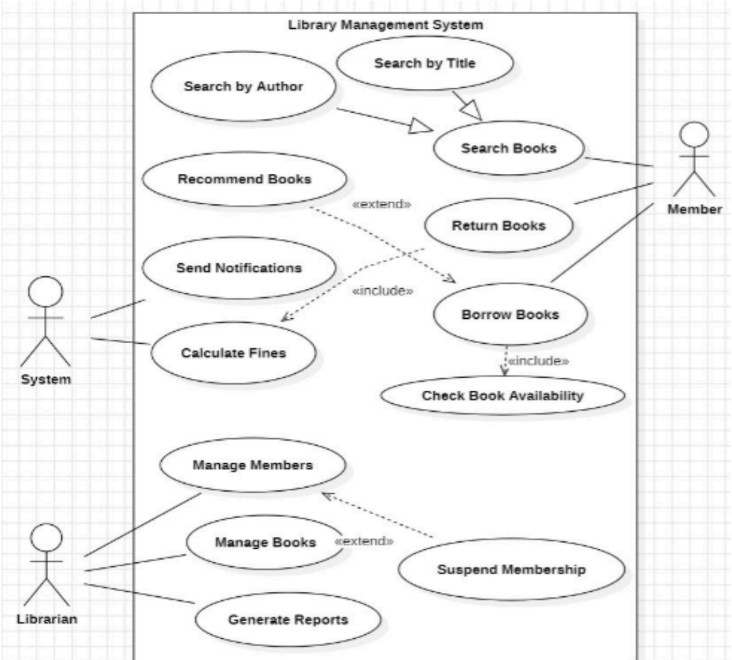 Library Management System
Search by Title
Search by Author
Search Books
Recommend Books
«extend»
Member
Return Books
Send Notifications
«include»
Borrow Books
Calculate Fines
«include»
System
Check Book Availability
Manage Members
Manage Books
«extend»
Suspend Membership
Librarian
Generate Reports